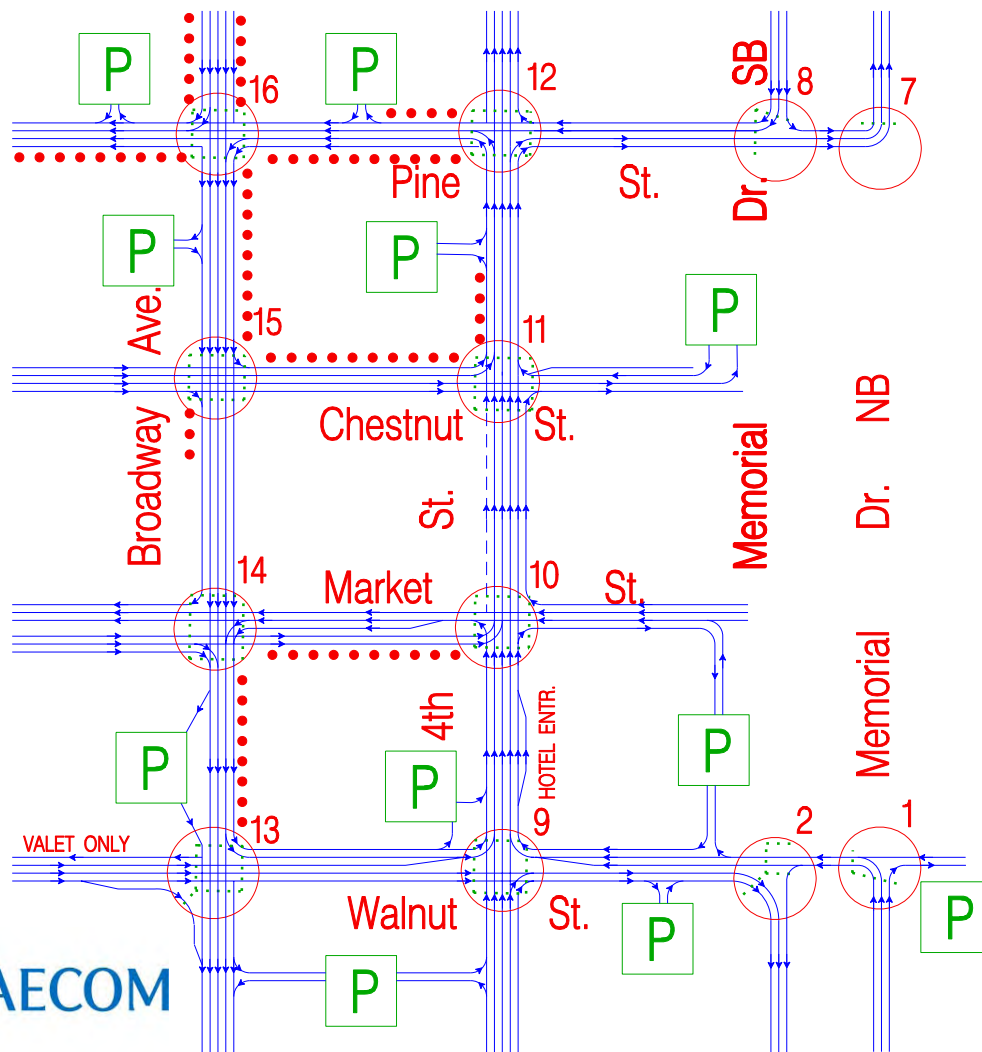 P
P
SB
16
12
8
7
Pine
St.
Dr.
P
P
P
Ave.
15
11
Chestnut
St.
Broadway
St.
Memorial
Dr. NB
14
Market
10
St.
4th
HOTEL ENTR.
Memorial
P
P
P
VALET ONLY
13
9
2
1
Walnut
St.
P
P
P
AECOM